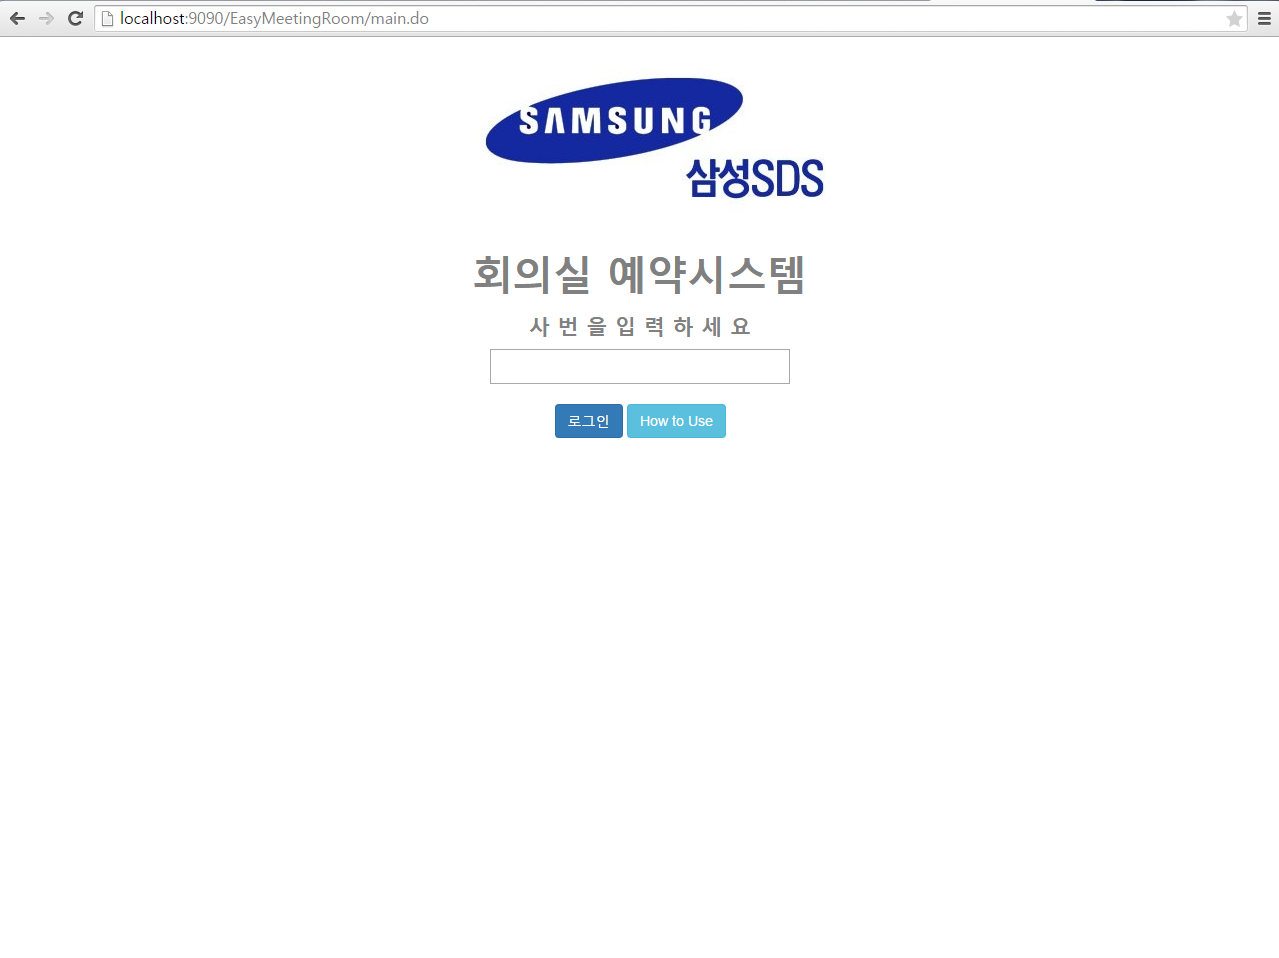 localhost:9090/EasyMeetingRoom/main.do
SAMSUNG
삼성SDS
회의실 예약시스템
사 번 을 입 력 하 세 요
로그인 How to Use